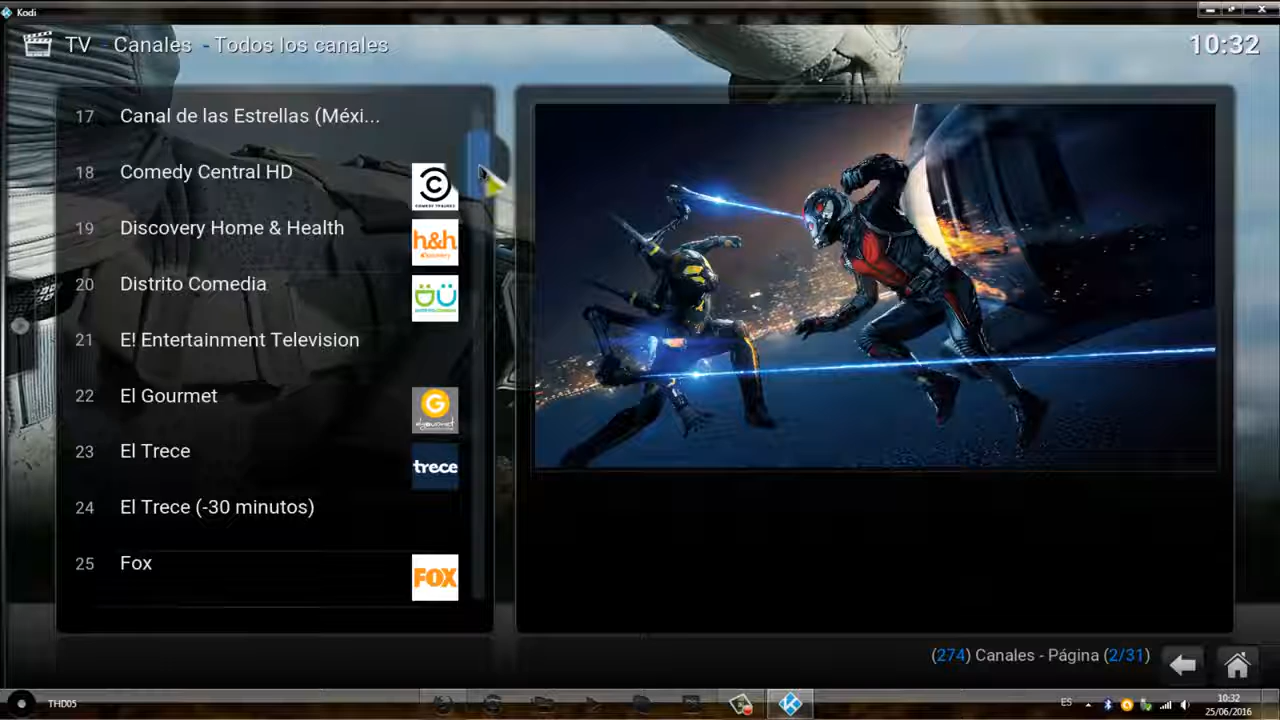 Kodi
TV - Canales - Todos los canales
10:32
17 Canal de las Estrellas (Méxi...
18 Comedy Central HD
19 Discovery Home & Health
h&h
20 Distrito Comedia
21 E! Entertainment Television
22 El Gourmet
G
elgourmet
23 El Trece
trece
24 El Trece (-30 minutos)
25 Fox
FOX
(274) Canales - Página (2/31)
THD05
ES
10:32
25/06/2016